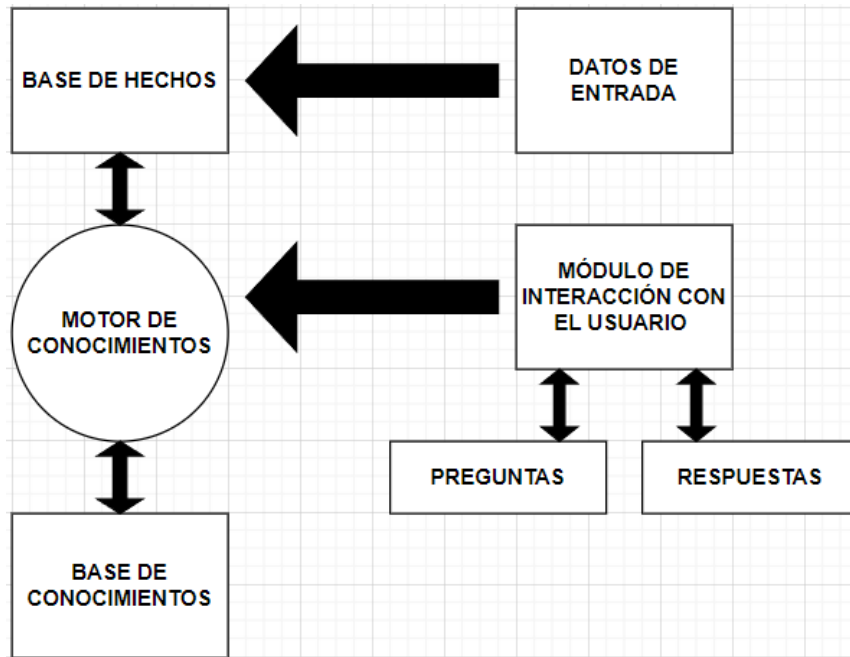 BASE DE HECHOS
DATOS DE
ENTRADA
MOTOR DE
CONOCIMIENTOS
MÓDULO DE
INTERACCIÓN CON
EL USUARIO
PREGUNTAS
RESPUESTAS
BASE DE
CONOCIMIENTOS